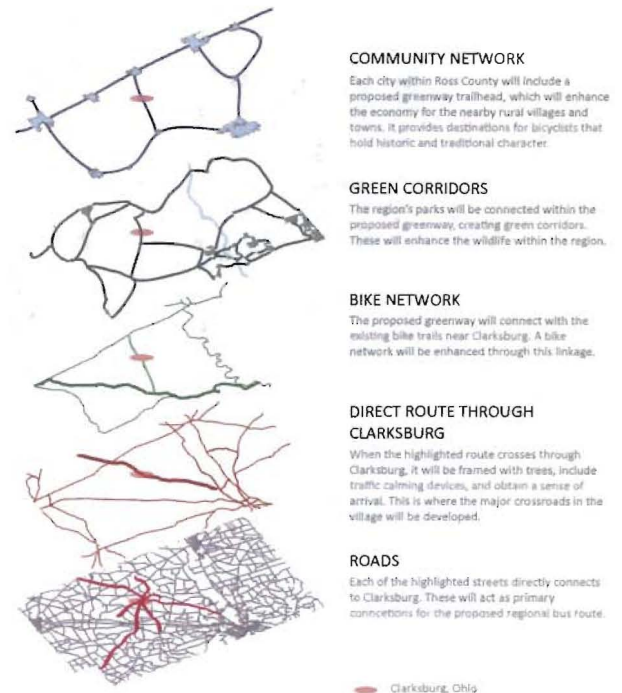 COMMUNITY NETWORK
Each city within Ross County will include a
proposed greenway trailhead, which will enhance
the economy for the nearby rural villages and
towns. It provides destinations for bicyclists that
hold historic and traditional character.
GREEN CORRIDORS
The region's parks will be connected within the
proposed greenway, creating green corridors.
These will enhance the wildlife within the region.
BIKE NETWORK
The proposed greenway will connect with the
existing bike trails near Clarksburg. A bike
network will be enhanced through this linkage.
DIRECT ROUTE THROUGH
CLARKSBURG
When the highlighted route crosses through
Clarksburg, it will be framed with trees, include
traffic calming devices, and obtain a sense of
arrival. This is where the major crossroads in the
village will be developed.
ROADS
Each of the highlighted streets directly connects
to Clarksburg. These will act as primary
conncetions for the proposed regional bus route.
Clarksburg, Ohio